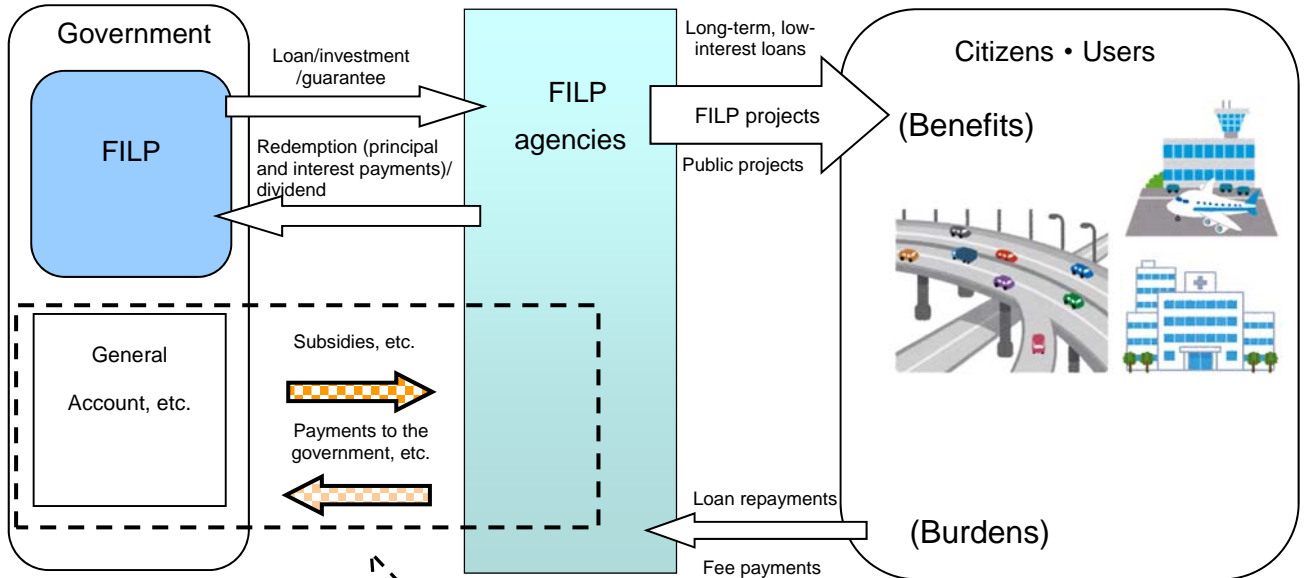 Government
FILP
General
Account, etc.
Loan/investment
/guarantee
Redemption (principal
and interest payments)/
dividend
Subsidies, etc.
Payments to the
government, etc.
FILP
agencies
Long-term, low-
interest loans
FILP projects
Public projects
Loan repayments
Fee payments
Citizens・Users
(Benefits)
(Burdens)